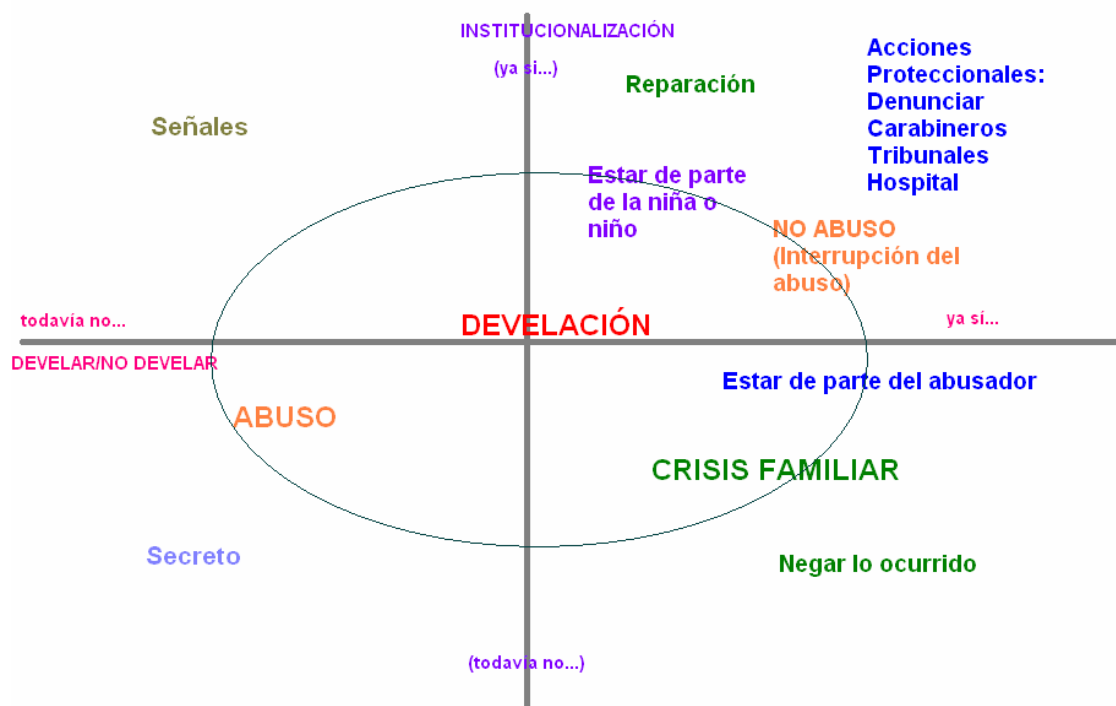 INSTITUCIONALIZACIÓN
(ya si...)
Acciones
Proteccionales:
Denunciar
Carabineros
Tribunales
Hospital
Reparación
Señales
Estar de parte
de la niña o
niño
NO ABUSO
(Interrupción del
abuso)
todavía no...
DEVELACIÓN
ya sí...
DEVELAR/NO DEVELAR
Estar de parte del abusador
ABUSO
CRISIS FAMILIAR
Secreto
Negar lo ocurrido
(todavía no...)